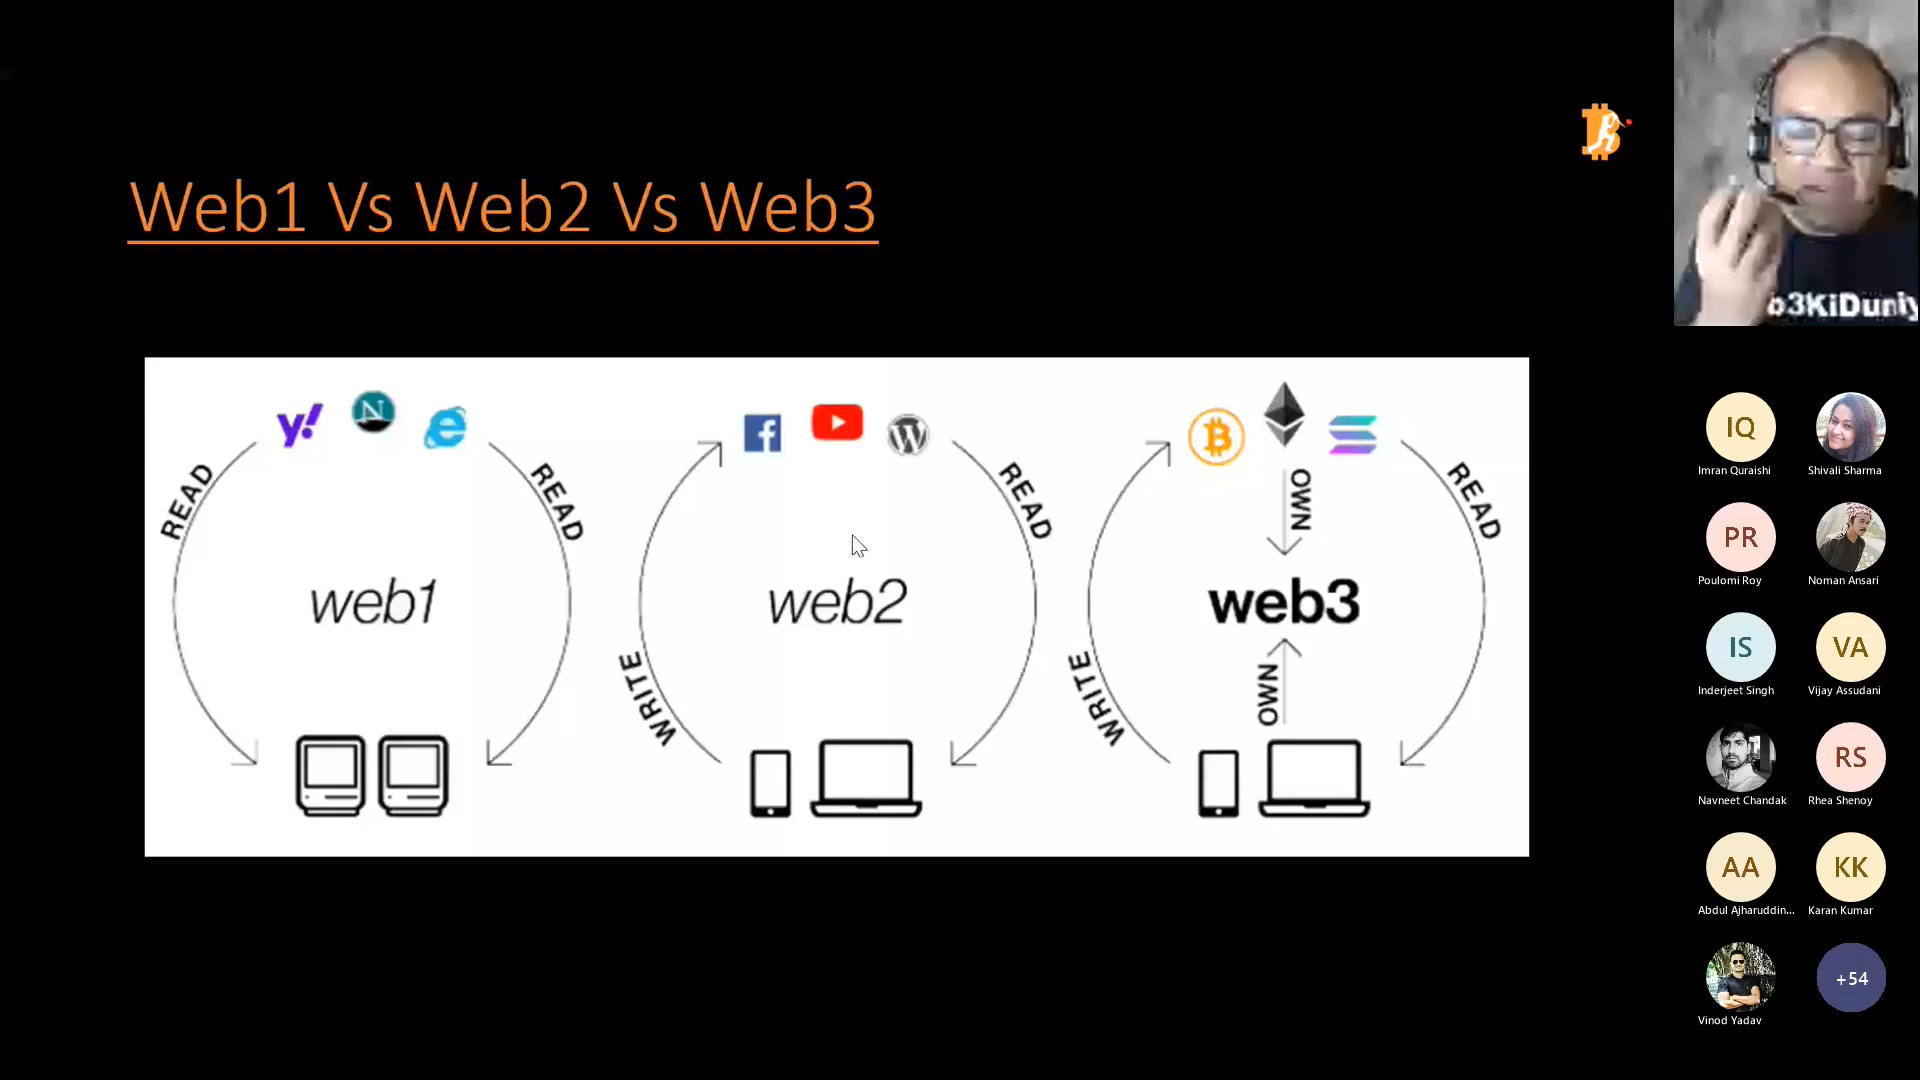 Web1 Vs Web2 Vs Web3
READ
READ
web1
READ
WRITE
web2
OWN
READ
web3
WRITE
OWN
b3KiDuniy
IQ
Imran Quraishi
Shivali Sharma
PR
Poulomi Roy
Noman Ansari
IS
Inderjeet Singh
VA
Vijay Assudani
Navneet Chandak
RS
Rhea Shenoy
AA
Abdul Ajharuddin...
KK
Karan Kumar
Vinod Yadav
+54